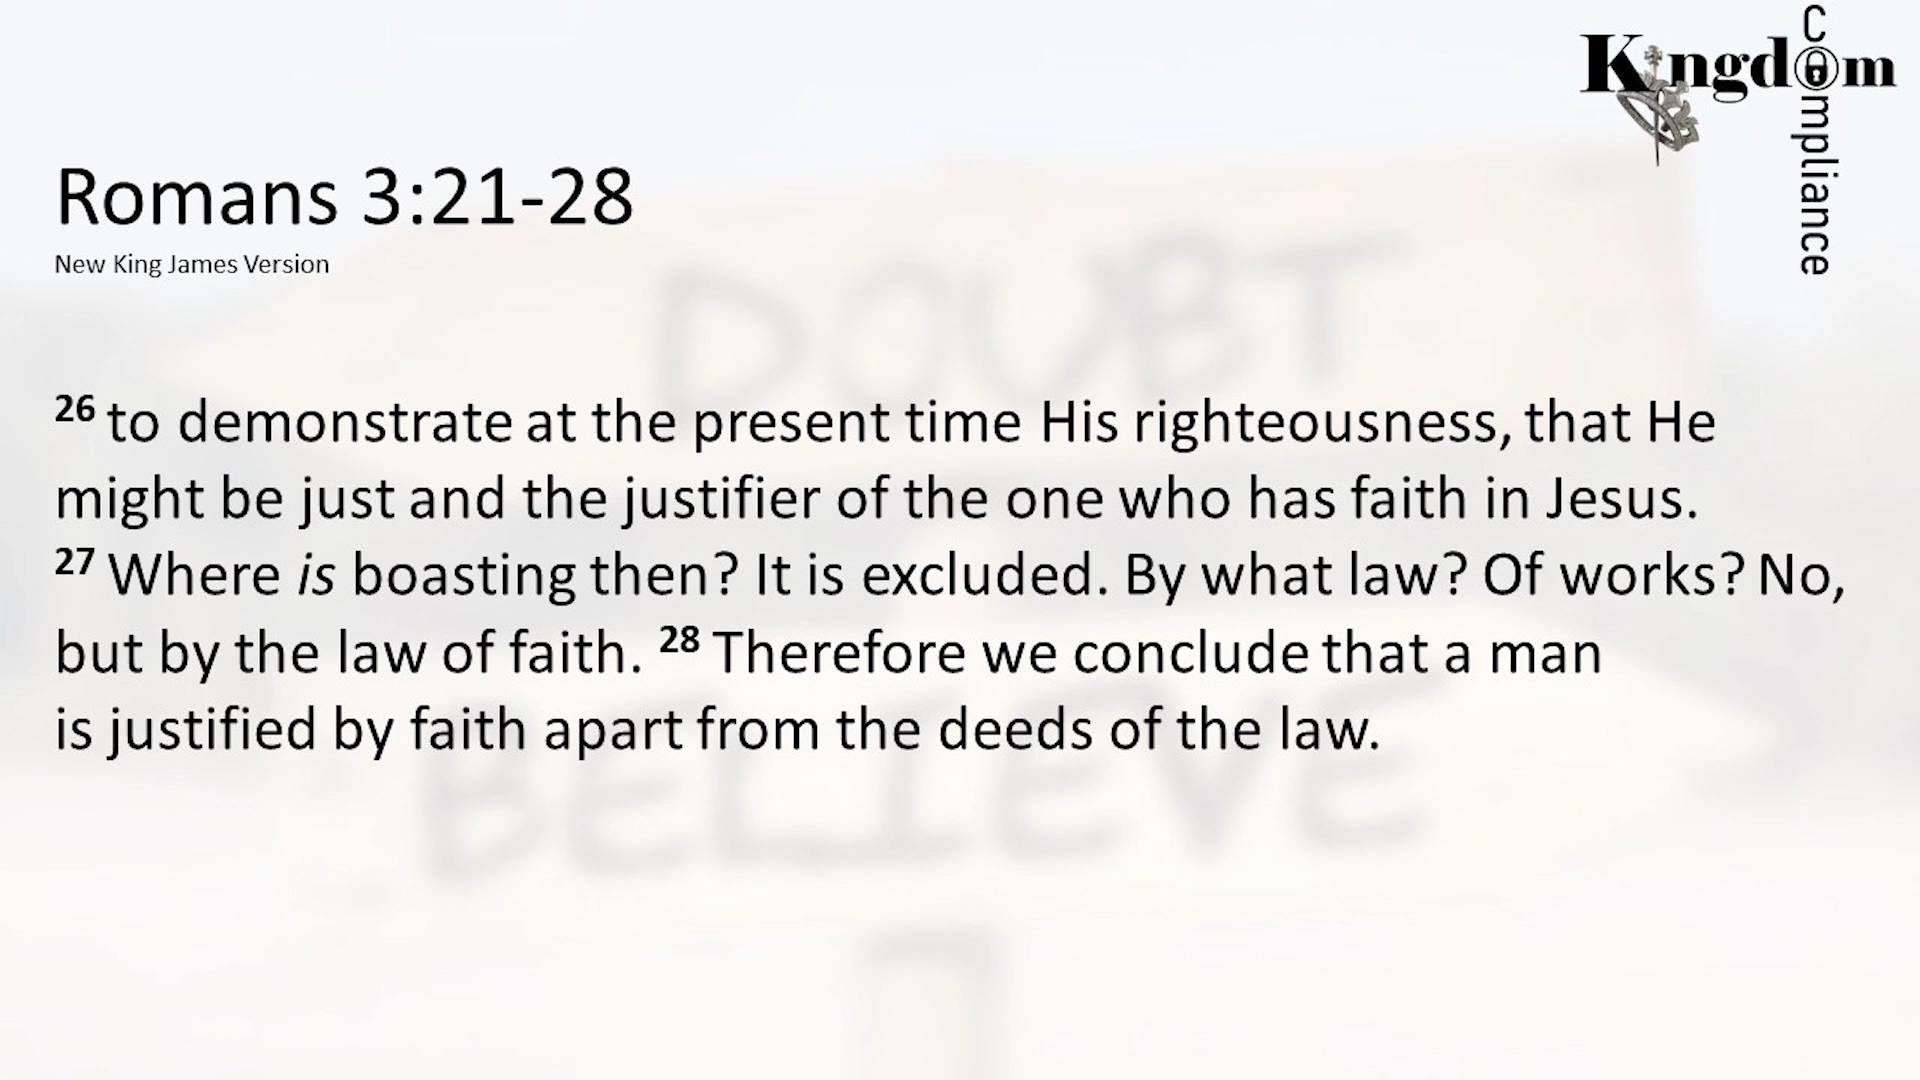 Kingdom
Compliance
Romans 3:21-28
New King James Version
DOUBT
26 to demonstrate at the present time His righteousness, that He
might be just and the justifier of the one who has faith in Jesus.
27 Where is boasting then? It is excluded. By what law? Of works? No,
but by the law of faith. 28 Therefore we conclude that a man
is justified by faith apart from the deeds of the law.
BELIEVE